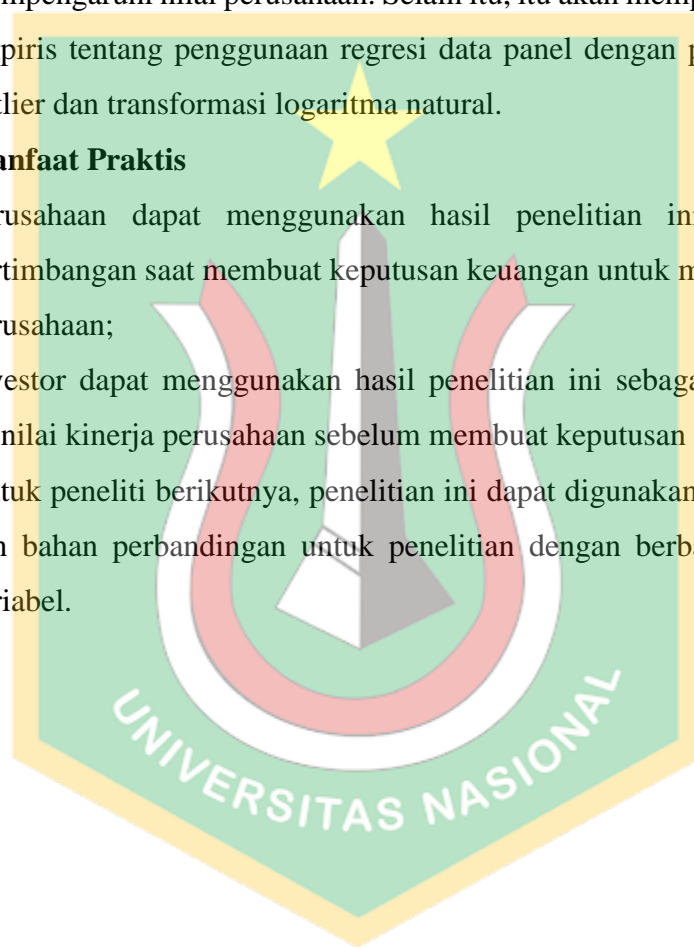 mpengaruhi nilai perusahaan. Selain itu, itu akan memp
piris tentang penggunaan regresi data panel dengan p
tlier dan transformasi logaritma natural.
anfaat Praktis
rusahaan dapat menggunakan hasil penelitian ini
rtimbangan saat membuat keputusan keuangan untuk m
rusahaan;
vestor dapat menggunakan hasil penelitian ini sebaga
nilai kinerja perusahaan sebelum membuat keputusan
tuk peneliti berikutnya, penelitian ini dapat digunakan
n bahan perbandingan untuk penelitian dengan berba
riabel.
UNIVERSITAS NASIONAL